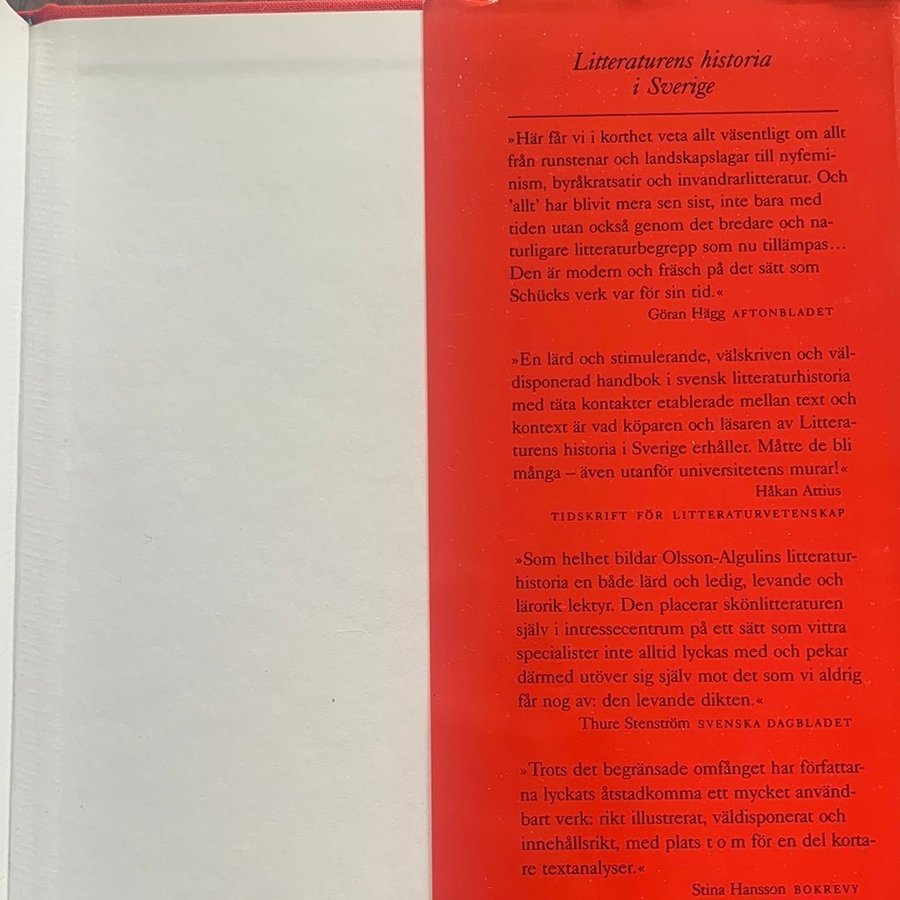 Litteraturens historia
i Sverige
»Här får vi i korthet veta allt väsentligt om allt
från runstenar och landskapslagar till nyfemi-
nism, byråkratsatir och invandrarlitteratur. Och
'allt' har blivit mera sen sist, inte bara med
tiden utan också genom det bredare och na-
turligare litteraturbegrepp som nu tillämpas...
Den är modern och fräsch på det sätt som
Schücks verk var för sin tid.«
Göran Hägg AFTONBLADET
»En lärd och stimulerande, välskriven och väl-
disponerad handbok i svensk litteraturhistoria
med täta kontakter etablerade mellan text och
kontext är vad köparen och läsaren av Littera-
turens historia i Sverige erhåller. Måtte de bli
många – även utanför universitetens murar!«
Håkan Attius
TIDSKRIFT FÖR LITTERATURVETENSKAP
»Som helhet bildar Olsson-Algulins litteratur-
historia en både lärd och ledig, levande och
lärorik lektyr. Den placerar skönlitteraturen
själv i intressecentrum på ett sätt som vittra
specialister inte alltid lyckas med och pekar
därmed utöver sig själv mot det som vi aldrig
får nog av: den levande dikten.«
Thure Stenström SVENSKA DAGBLADET
»Trots det begränsade omfånget har författar-
na lyckats åtstadkomma ett mycket använd-
bart verk: rikt illustrerat, väldisponerat och
innehållsrikt, med plats t o m för en del korta-
re textanalyser.«
Stina Hansson BOKREVY